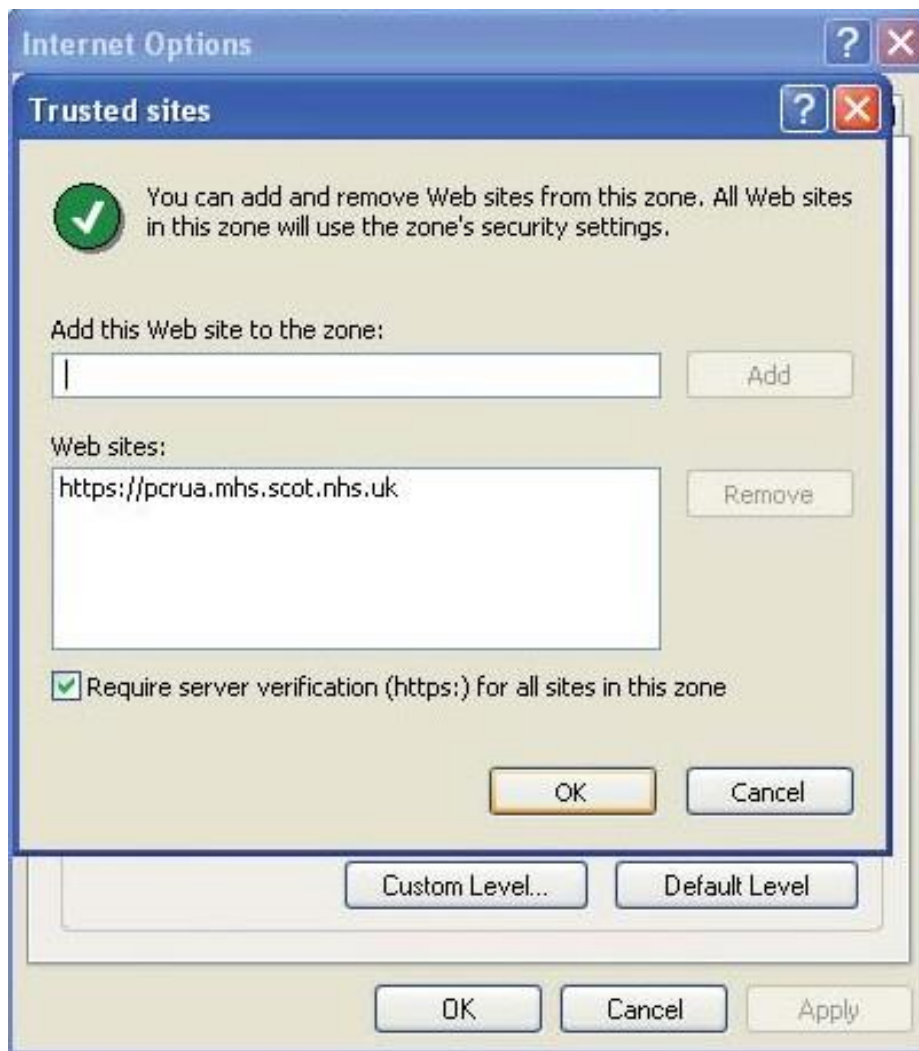 Internet Options
Trusted sites
You can add and remove Web sites from this zone. All Web sites
in this zone will use the zone's security settings.
Add this Web site to the zone:
Add
Web sites:
https://pcrua.mhs.scot.nhs.uk
Remove
Require server verification (https:) for all sites in this zone
OK
Cancel
Custom Level...
Default Level
OK
Cancel
Apply